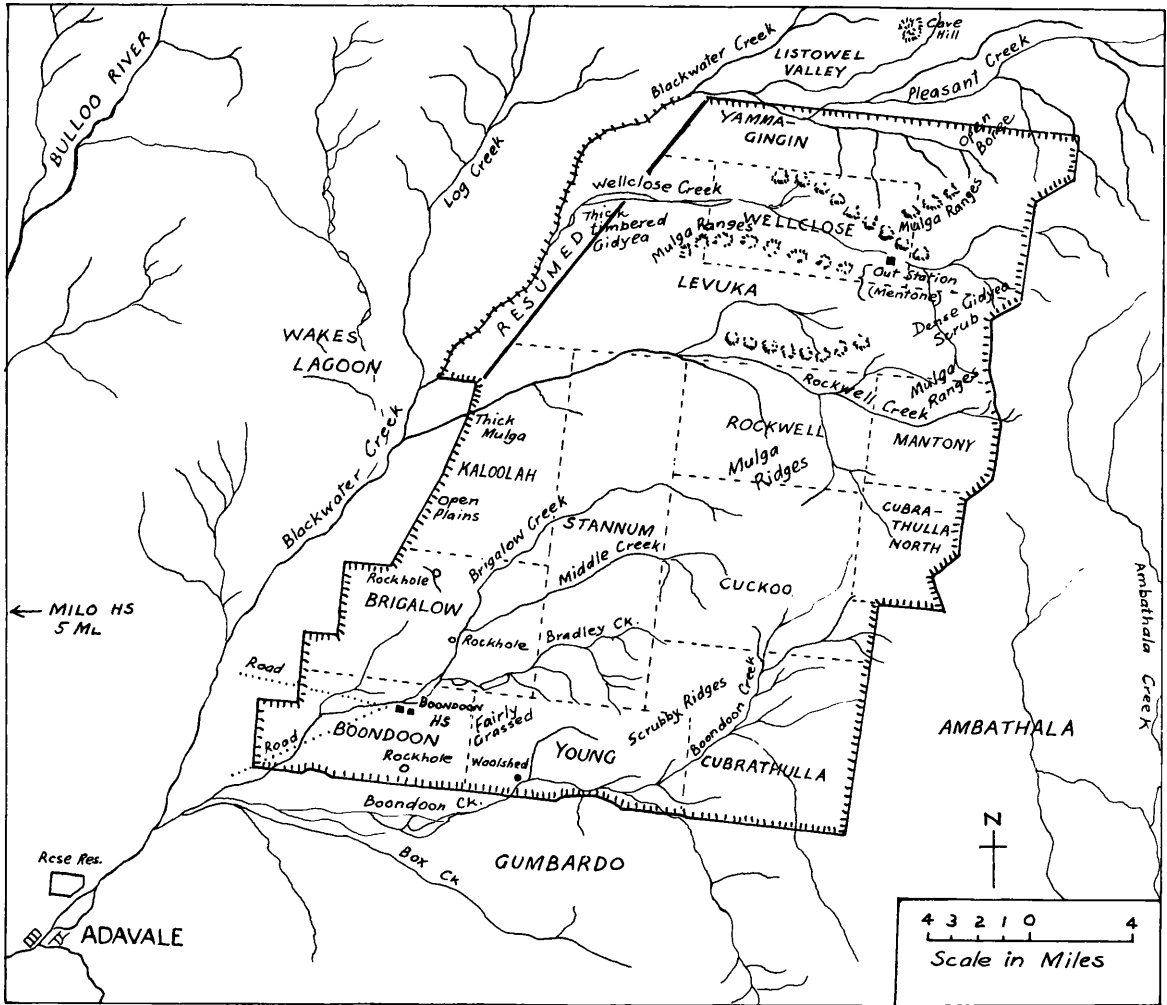 BULLOO RIVER
Log Creek
Blackwater Creek
LISTOWEL
VALLEY
Cave
Hill
Pleasant Creek
YAMMA-
GINGIN
Open
Boree
Wellclose Creek
Thick
timbered
Gidyea
RESUMED
Mulga Ranges
WELLCLOSE
Mulga Ranges
Out Station
(Mentone)
LEVUKA
Dense Gidyea
Scrub
WAKES
LAGOON
Mulga
Ranges
Rockwell Creek
Thick
Mulga
ROCKWELL
MANTONY
Mulga
Ridges
KALOOLAH
Open
Plains
Blackwater Creek
Brigalow Creek
STANNUM
CUBRA-
THULLA
NORTH
Middle Creek
Rockhole
BRIGALOW
CUCKOO
Ambathala Creek
← MILO HS
5 ML
Rockhole
Bradley Ck.
Road
BOONDOON
HS
Fairly
Grassed
Scrubby Ridges
Boondoon Creek
Road
BOONDOON
Rockhole
Woolshed
YOUNG
CUBRATHULLA
AMBATHALA
Boondoon Ck.
Box Ck
GUMBARDO
N
Rcse Res.
ADAVALE
4 3 2 1 0 4
Scale in Miles